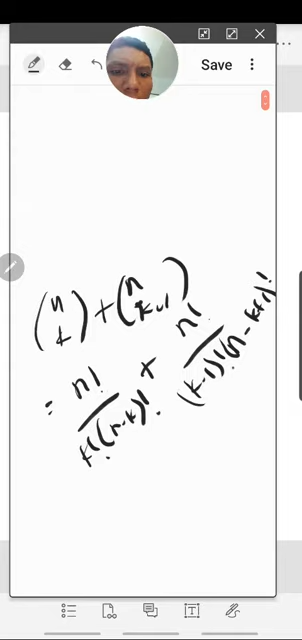 Save
(n k) + (n k-1)
= n! / k!(n-k)! + n! / (k-1)!(n-k+1)!